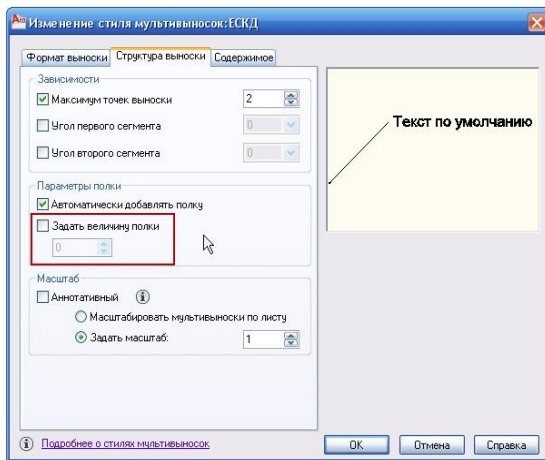 Изменение стиля мультивыносок:ЕСКД
Формат выноски Структура выноски Содержимое
Зависимости
Максимум точек выноски 2
Угол первого сегмента 0
Угол второго сегмента 0
Параметры полки
Автоматически добавлять полку
Задать величину полки
0
Масштаб
Аннотативный
Масштабировать мультивыноски по листу
Задать масштаб: 1
Текст по умолчанию
Подробнее о стилях мультивыносок
ОК Отмена Справка